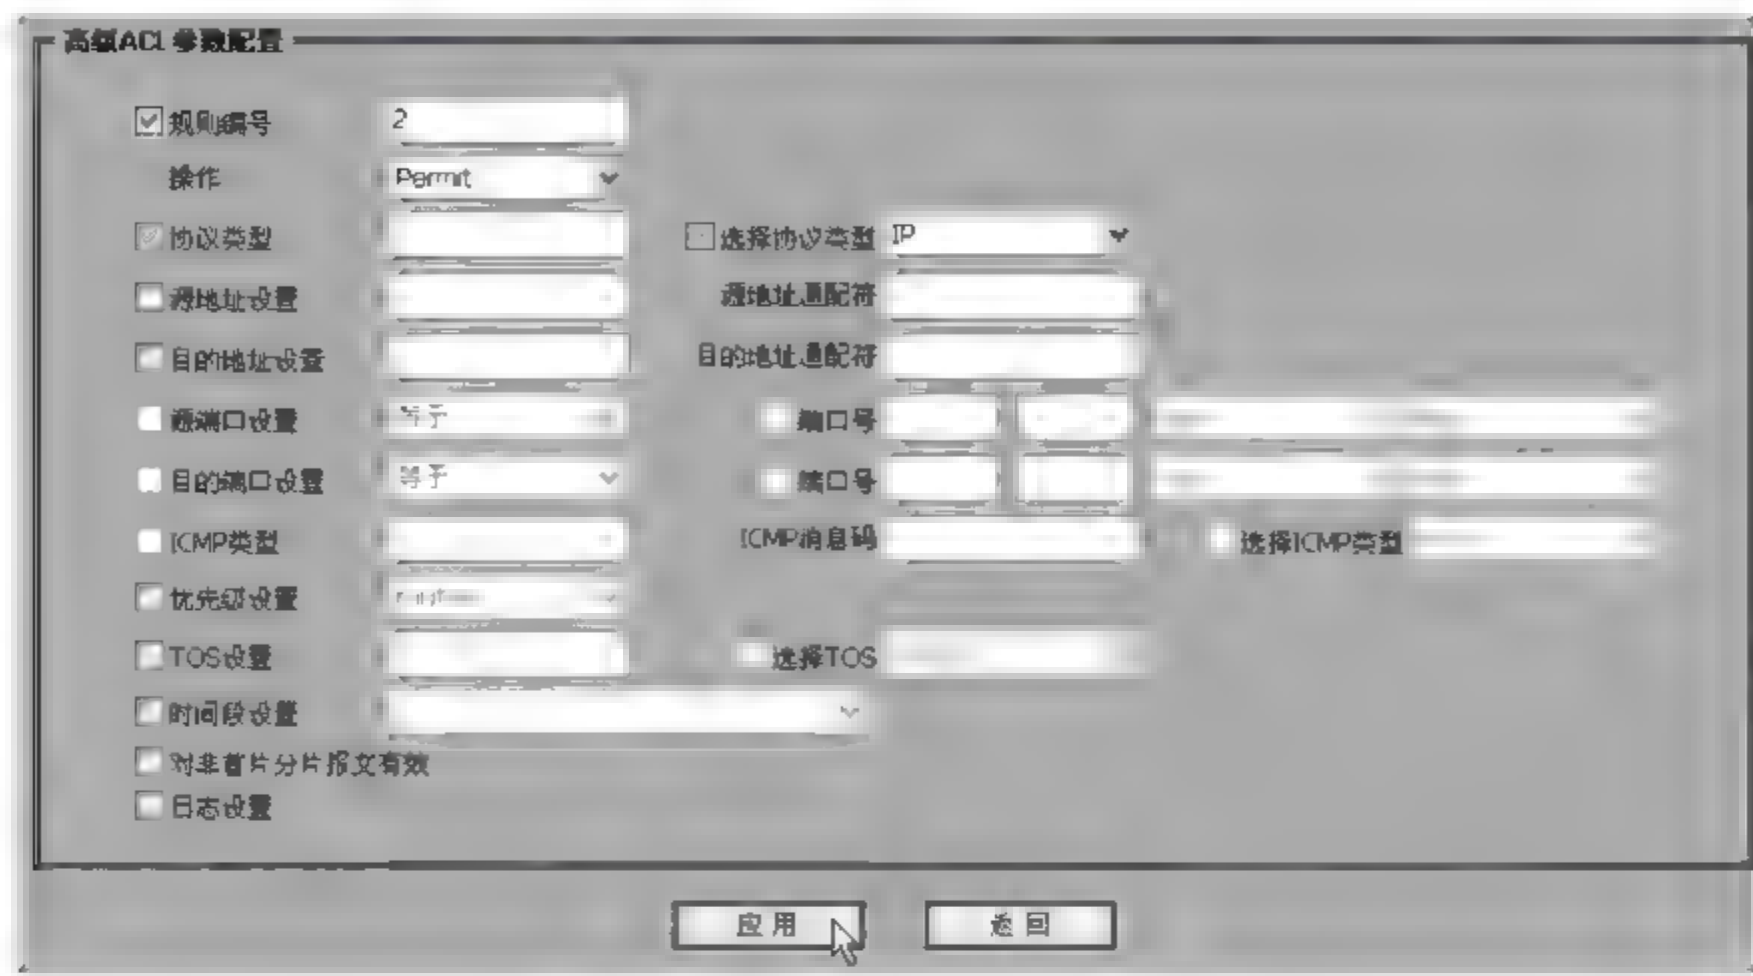 高级ACL参数配置
规则编号 2
操作 Permit
协议类型 选择协议类型 IP
源地址设置 源地址通配符
目的地址设置 目的地址通配符
源端口设置 等于 端口号
目的端口设置 等于 端口号
ICMP类型 ICMP消息码 选择ICMP类型
优先级设置
TOS设置 选择TOS
时间段设置
对非首片分片报文有效
日志设置
应用 返回